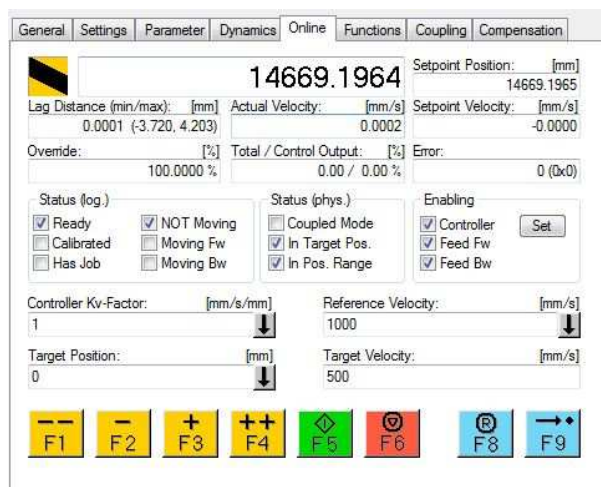 General Settings Parameter Dynamics Online Functions Coupling Compensation
14669.1964
Setpoint Position: [mm]
14669.1965
Lag Distance (min/max): [mm] Actual Velocity: [mm/s] Setpoint Velocity: [mm/s]
0.0001 (-3.720, 4.203) 0.0002 -0.0000
Override: [%] Total / Control Output: [%] Error:
100.0000 % 0.00 / 0.00 % 0 (0x0)
Status (log.) Status (phys.) Enabling
Ready NOT Moving Coupled Mode Controller Set
Calibrated Moving Fw In Target Pos. Feed Fw
Has Job Moving Bw In Pos. Range Feed Bw
Controller Kv-Factor: [mm/s/mm] Reference Velocity: [mm/s]
1 1000
Target Position: [mm] Target Velocity: [mm/s]
0 500
-- - + ++ R
F1 F2 F3 F4 F5 F6 F8 F9